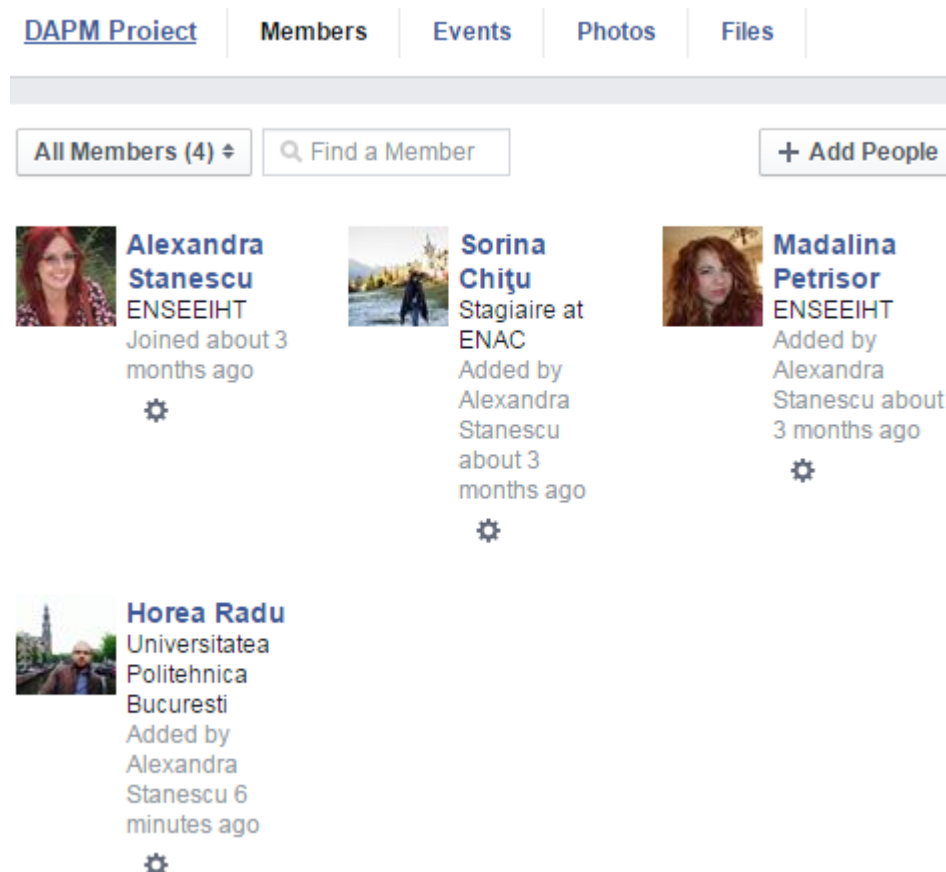 DAPM Proiect Members Events Photos Files
All Members (4) Find a Member + Add People
Alexandra
Stanescu
ENSEEIHT
Joined about 3
months ago
Sorina
Chiţu
Stagiaire at
ENAC
Added by
Alexandra
Stanescu
about 3
months ago
Madalina
Petrisor
ENSEEIHT
Added by
Alexandra
Stanescu about
3 months ago
Horea Radu
Universitatea
Politehnica
Bucuresti
Added by
Alexandra
Stanescu 6
minutes ago